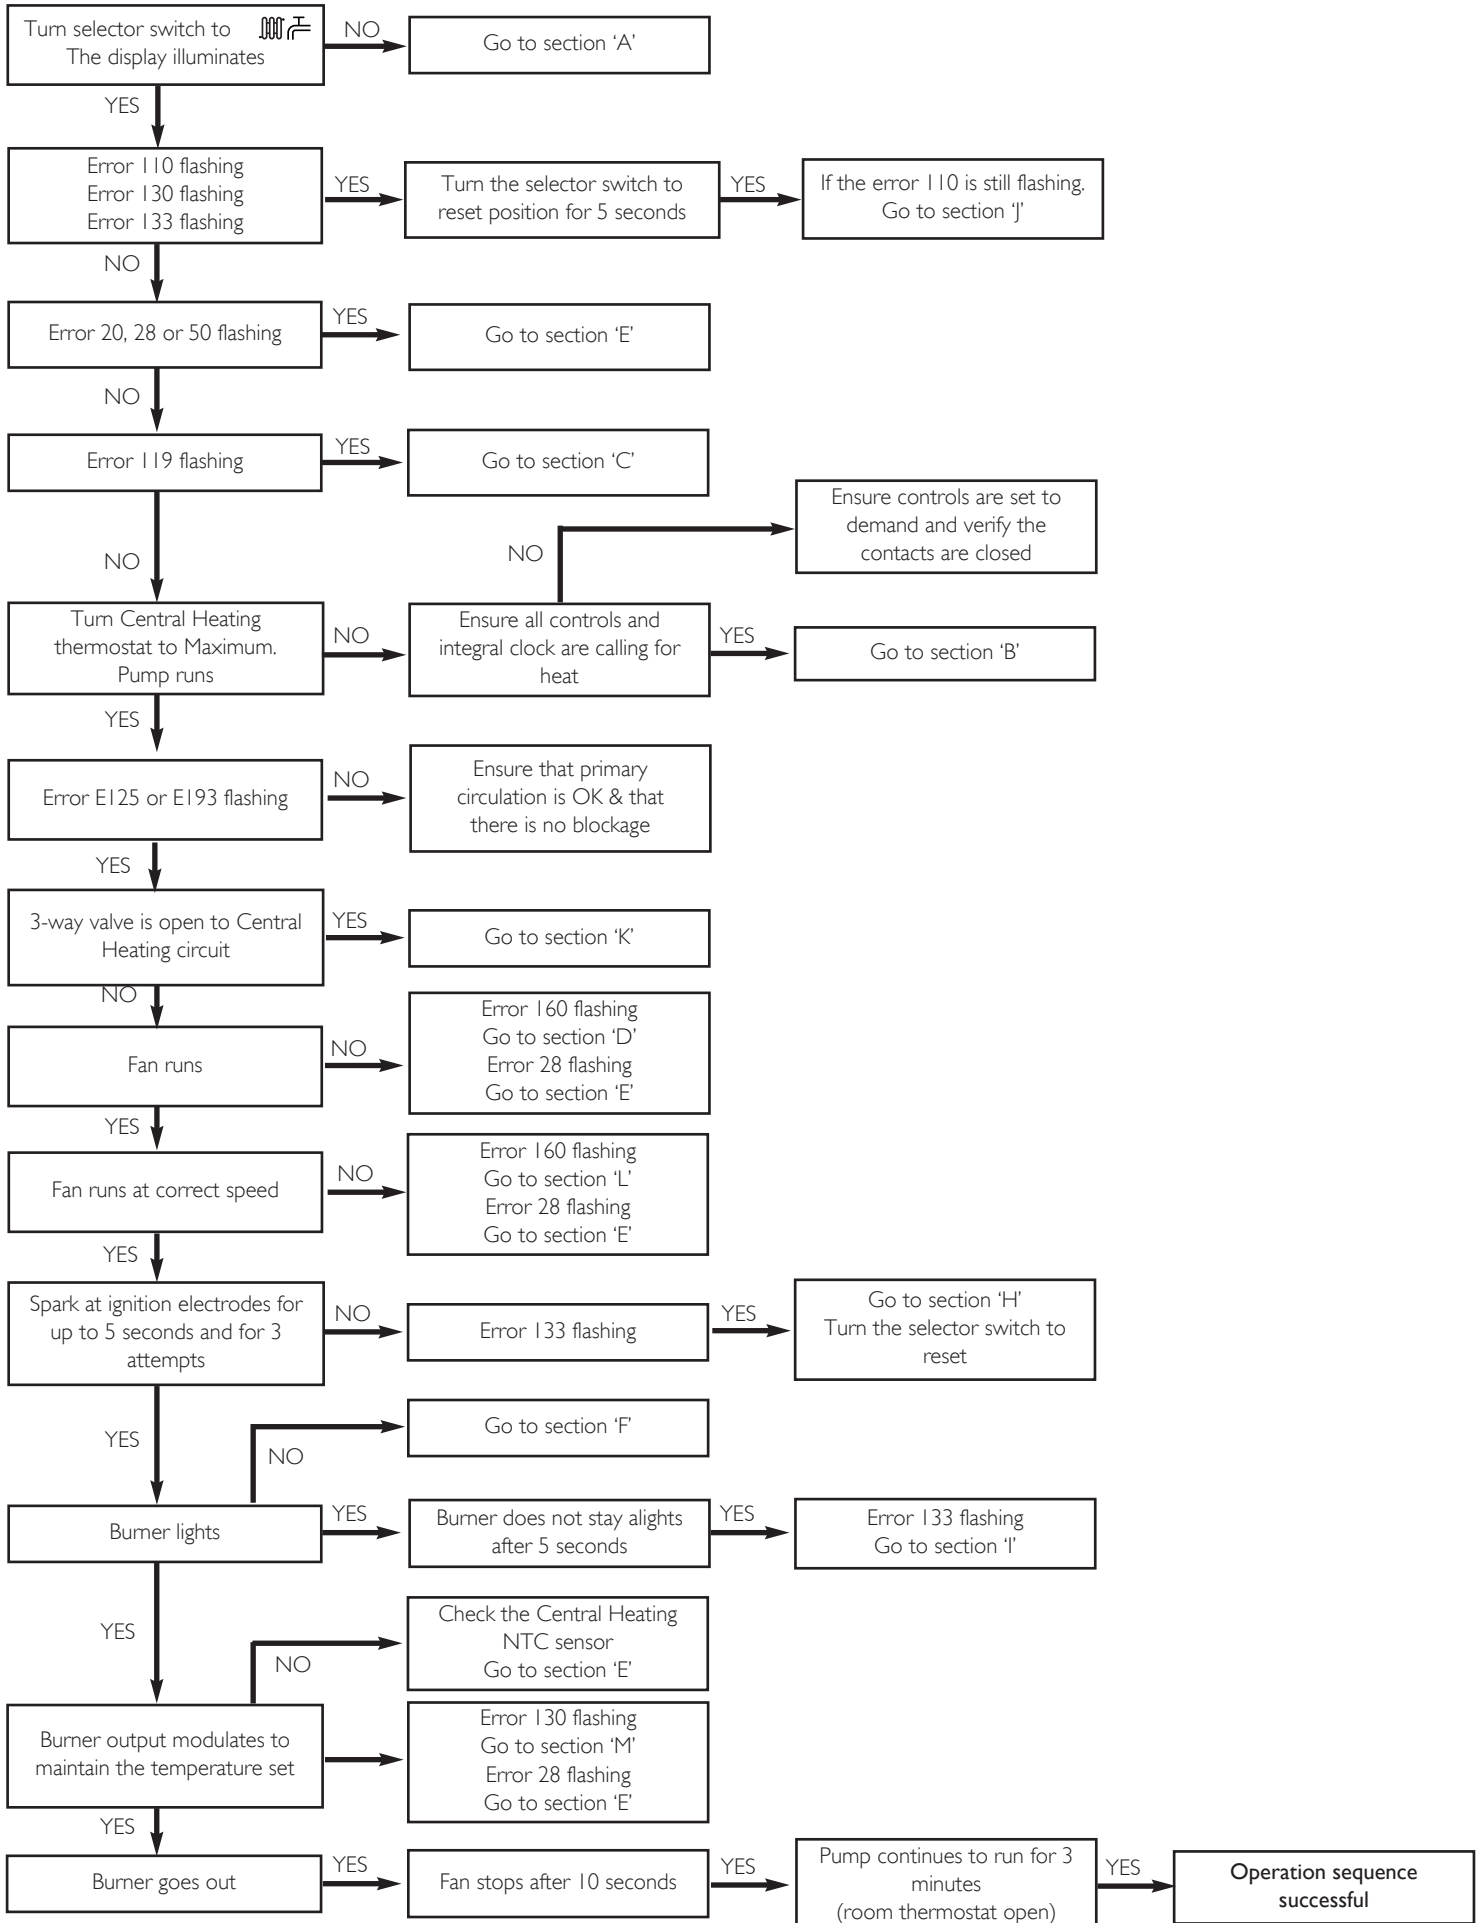 Turn selector switch to
The display illuminates
NO
Go to section ‘A’
YES
Error 110 flashing
Error 130 flashing
Error 133 flashing
YES
Turn the selector switch to
reset position for 5 seconds
YES
If the error 110 is still flashing.
Go to section ‘J’
NO
Error 20, 28 or 50 flashing
YES
Go to section ‘E’
NO
Error 119 flashing
YES
Go to section ‘C’
NO
Turn Central Heating
thermostat to Maximum.
Pump runs
NO
Ensure all controls and
integral clock are calling for
heat
NO
Ensure controls are set to
demand and verify the
contacts are closed
YES
Go to section ‘B’
YES
Error E125 or E193 flashing
NO
Ensure that primary
circulation is OK & that
there is no blockage
YES
3-way valve is open to Central
Heating circuit
YES
Go to section ‘K’
NO
Fan runs
NO
Error 160 flashing
Go to section ‘D’
Error 28 flashing
Go to section ‘E’
YES
Fan runs at correct speed
NO
Error 160 flashing
Go to section ‘L’
Error 28 flashing
Go to section ‘E’
YES
Spark at ignition electrodes for
up to 5 seconds and for 3
attempts
NO
Error 133 flashing
YES
Go to section ‘H’
Turn the selector switch to
reset
YES
Go to section ‘F’
NO
Burner lights
YES
Burner does not stay alights
after 5 seconds
YES
Error 133 flashing
Go to section ‘I’
YES
Check the Central Heating
NTC sensor
Go to section ‘E’
NO
Burner output modulates to
maintain the temperature set
Error 130 flashing
Go to section ‘M’
Error 28 flashing
Go to section ‘E’
YES
Burner goes out
YES
Fan stops after 10 seconds
YES
Pump continues to run for 3
minutes
(room thermostat open)
YES
Operation sequence
successful